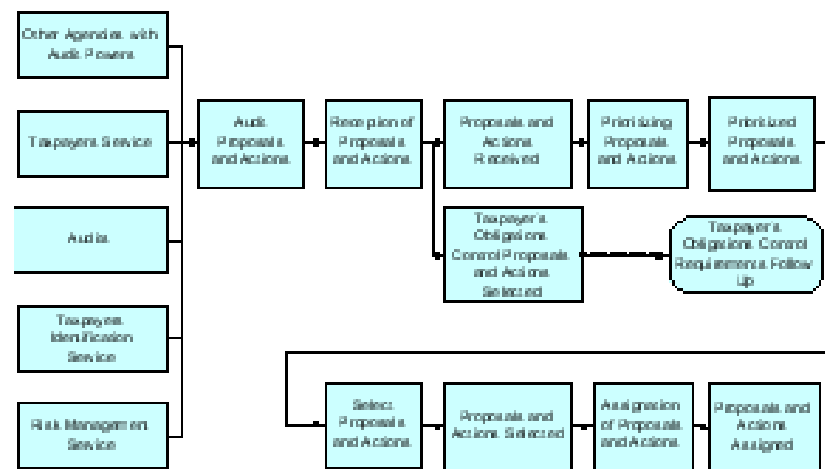 Other Agencies with
Audit Powers
Taxpayers Service
Audits
Taxpayers
Identification
Service
Risk Management
Service
Audit
Proposals
and Actions
Reception of
Proposals
and Actions
Proposals and
Actions
Received
Prioritizing
Proposals
and Actions
Prioritized
Proposals
and Actions
Taxpayer's
Obligations
Control Proposals
and Actions
Selected
Taxpayer's
Obligations Control
Requirements Follow
Up
Select
Proposals
and Actions
Proposals and
Actions Selected
Assignation
of Proposals
and Actions
Proposals and
Actions
Assigned